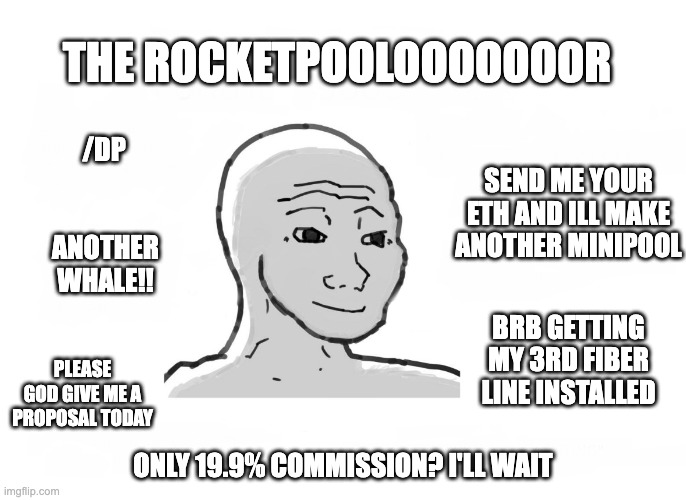 THE ROCKETPOOLOOOOOOOR
/DP
SEND ME YOUR
ETH AND ILL MAKE
ANOTHER MINIPOOL
ANOTHER
WHALE!!
BRB GETTING
MY 3RD FIBER
LINE INSTALLED
PLEASE
GOD GIVE ME A
PROPOSAL TODAY
ONLY 19.9% COMMISSION? I'LL WAIT
imgflip.com